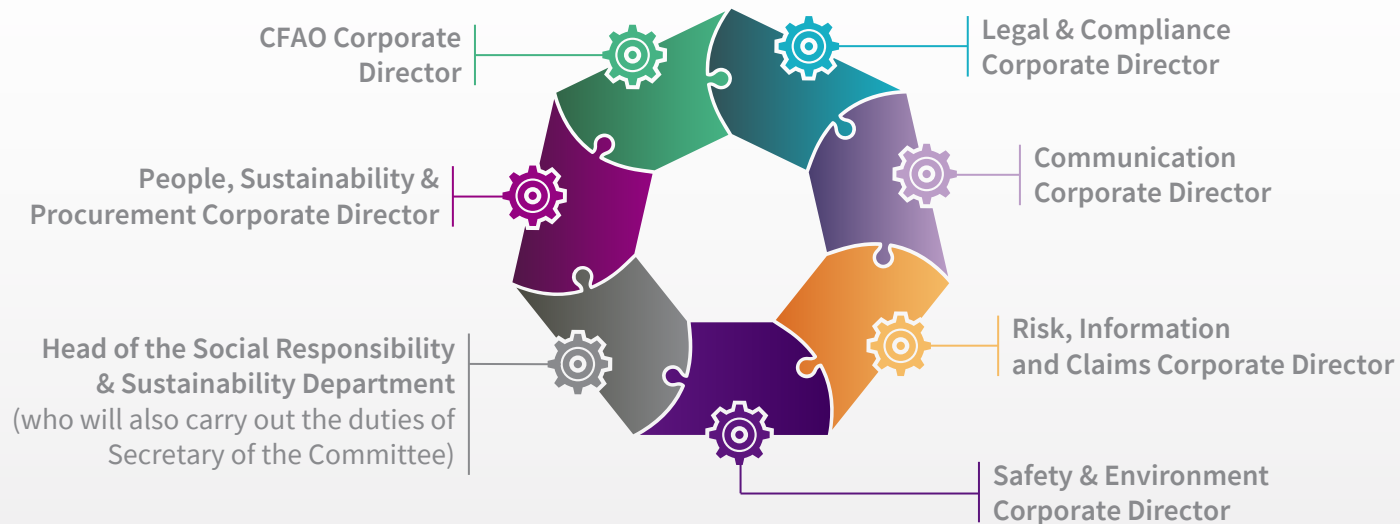 CFAO Corporate
Director
Legal & Compliance
Corporate Director
People, Sustainability &
Procurement Corporate Director
Communication
Corporate Director
Head of the Social Responsibility
& Sustainability Department
(who will also carry out the duties of
Secretary of the Committee)
Risk, Information
and Claims Corporate Director
Safety & Environment
Corporate Director